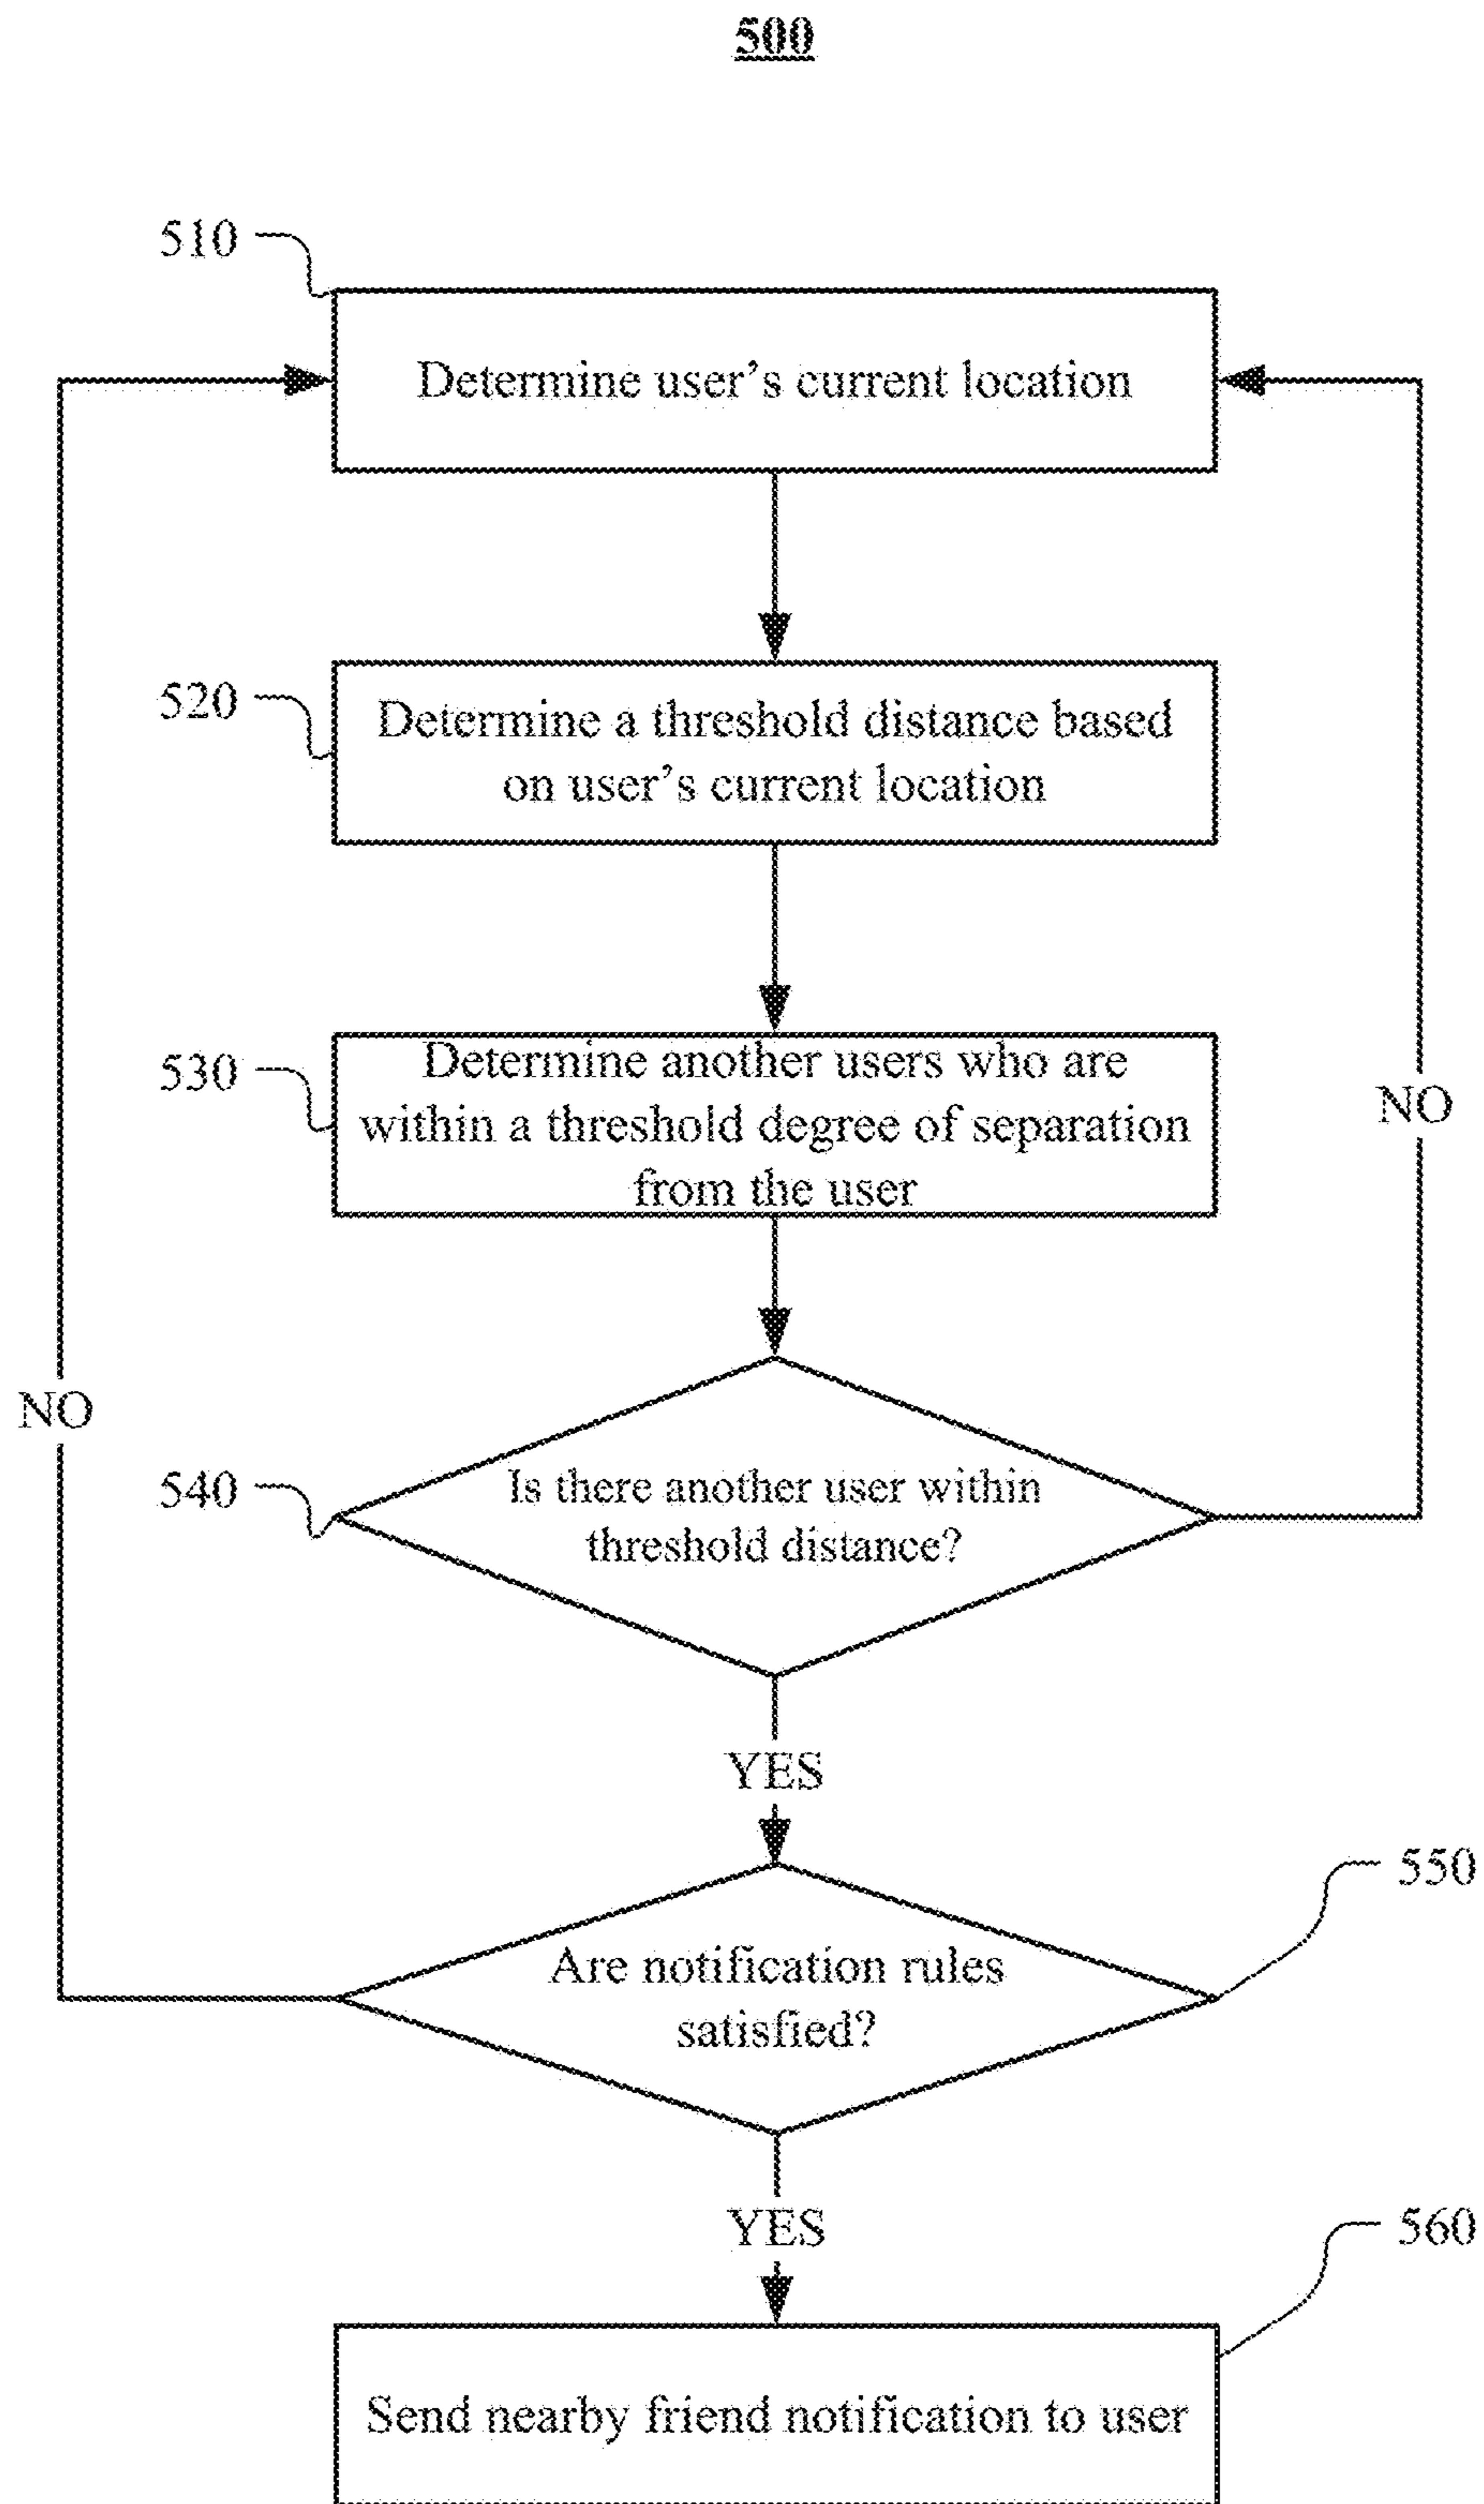 500
510
Determine user's current location
520
Determine a threshold distance based
on user's current location
530
Determine another users who are
within a threshold degree of separation
from the user
NO
NO
540
Is there another user within
threshold distance?
YES
550
Are notification rules
satisfied?
YES
560
Send nearby friend notification to user